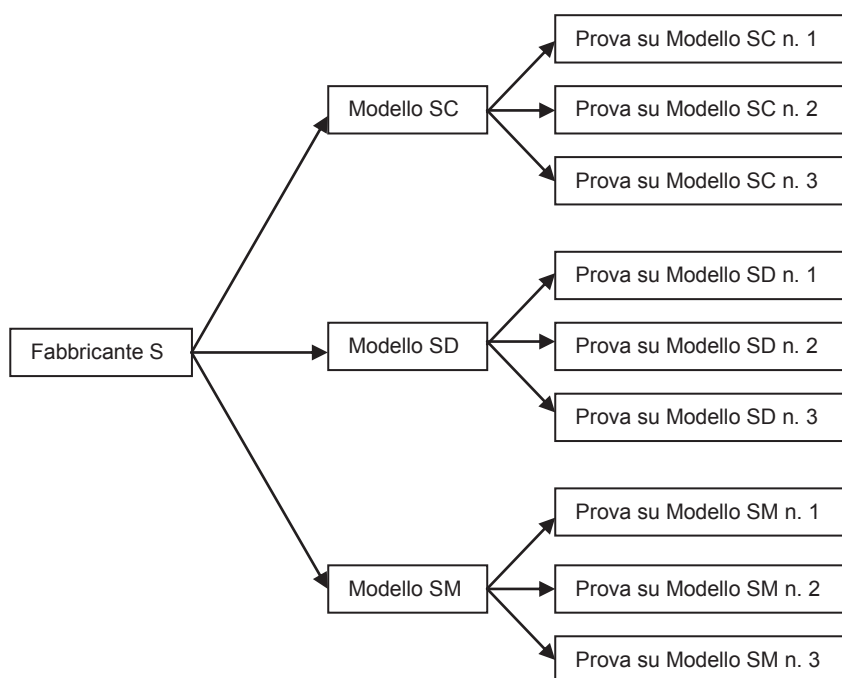 Prova su Modello SC n. 1
Modello SC
Prova su Modello SC n. 2
Prova su Modello SC n. 3
Prova su Modello SD n. 1
Fabbricante S
Modello SD
Prova su Modello SD n. 2
Prova su Modello SD n. 3
Prova su Modello SM n. 1
Modello SM
Prova su Modello SM n. 2
Prova su Modello SM n. 3